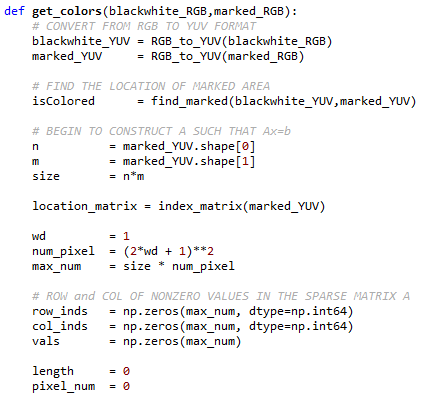 def get_colors(blackwhite_RGB,marked_RGB):
# CONVERT FROM RGB TO YUV FORMAT
blackwhite_YUV = RGB_to_YUV(blackwhite_RGB)
marked_YUV = RGB_to_YUV(marked_RGB)
# FIND THE LOCATION OF MARKED AREA
isColored = find_marked(blackwhite_YUV,marked_YUV)
# BEGIN TO CONSTRUCT A SUCH THAT Ax=b
n = marked_YUV.shape[0]
m = marked_YUV.shape[1]
size = n*m
location_matrix = index_matrix(marked_YUV)
wd = 1
num_pixel = (2*wd + 1)**2
max_num = size * num_pixel
# ROW and COL OF NONZERO VALUES IN THE SPARSE MATRIX A
row_inds = np.zeros(max_num, dtype=np.int64)
col_inds = np.zeros(max_num, dtype=np.int64)
vals = np.zeros(max_num)
length = 0
pixel_num = 0